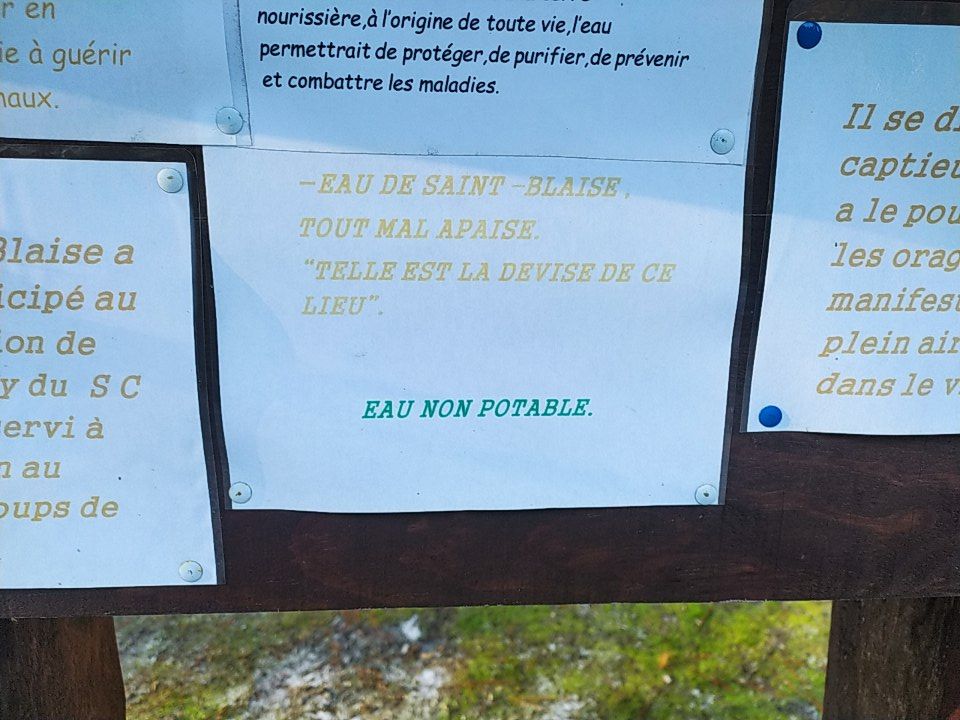 r en
ie à guérir
naux.
nourissière,à l'origine de toute vie,l'eau
permettrait de protéger,de purifier,de prévenir
et combattre les maladies.
Blaise a
icipé au
ion de
y du S C
servi à
n au
oups de
-EAU DE SAINT-BLAISE,
TOUT MAL APAISE.
"TELLE EST LA DEVISE DE CE
LIEU".
EAU NON POTABLE.
Il se di
captieu
a le pou
les orag
manifest
plein air
dans le v